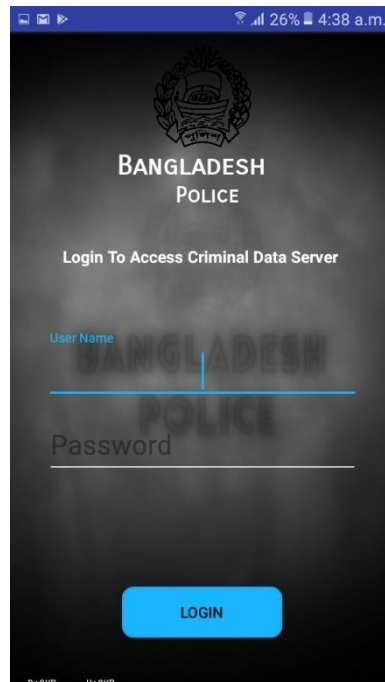 26% 4:38 a.m.
BANGLADESH
POLICE
Login To Access Criminal Data Server
User Name
BANGLADESH
POLICE
Password
LOGIN